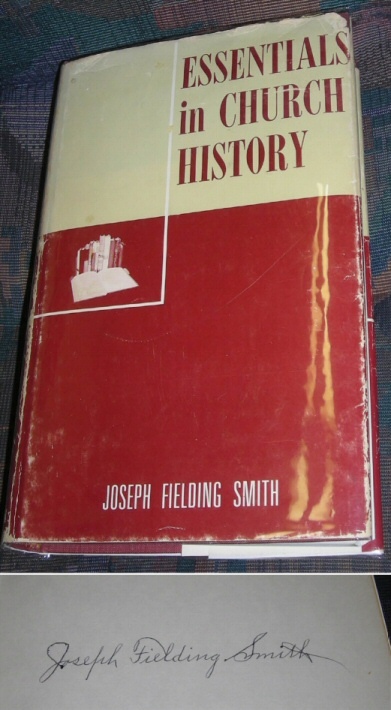 ESSENTIALS
in CHURCH
HISTORY
JOSEPH FIELDING SMITH
Joseph Fielding Smith